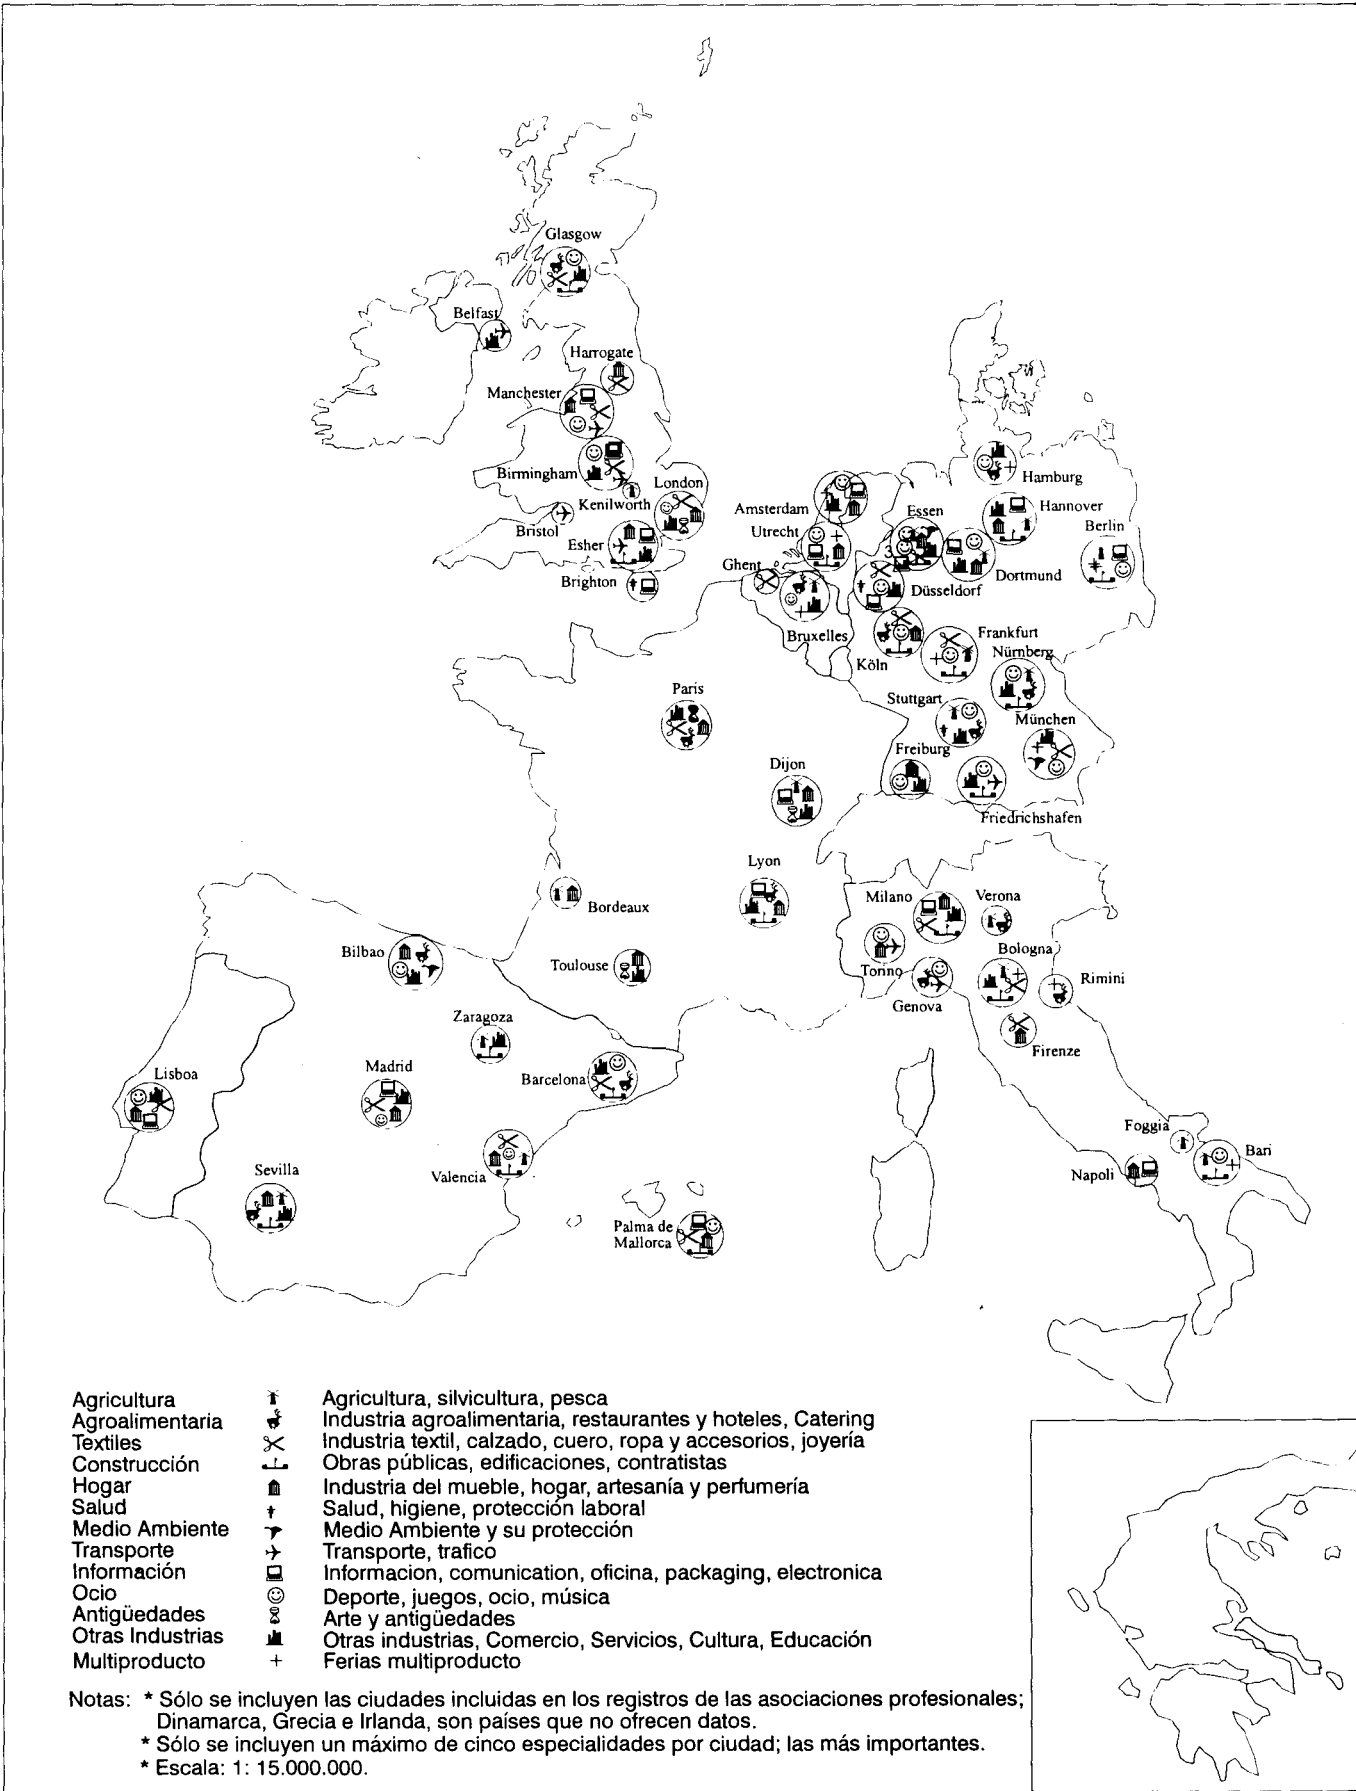 Glasgow
Belfast
Harrogate
Manchester
Birmingham
London
Kenilworth
Bristol
Esher
Brighton
Amsterdam
Utrecht
Ghent
Bruxelles
Essen
3
Hamburg
Hannover
Berlin
Dortmund
Düsseldorf
Köln
Frankfurt
Nürnberg
Stuttgart
München
Freiburg
Friedrichshafen
Paris
Dijon
Lyon
Bordeaux
Toulouse
Milano
Verona
Torino
Bologna
Genova
Rimini
Firenze
Foggia
Bari
Napoli
Bilbao
Zaragoza
Barcelona
Madrid
Lisboa
Valencia
Sevilla
Palma de
Mallorca
Agricultura Agricultura, silvicultura, pesca
Agroalimentaria Industria agroalimentaria, restaurantes y hoteles, Catering
Textiles Industria textil, calzado, cuero, ropa y accesorios, joyería
Construcción Obras públicas, edificaciones, contratistas
Hogar Industria del mueble, hogar, artesanía y perfumería
Salud Salud, higiene, protección laboral
Medio Ambiente Medio Ambiente y su protección
Transporte Transporte, trafico
Información Informacion, comunication, oficina, packaging, electronica
Ocio Deporte, juegos, ocio, música
Antigüedades Arte y antigüedades
Otras Industrias Otras industrias, Comercio, Servicios, Cultura, Educación
Multiproducto + Ferias multiproducto
Notas: * Sólo se incluyen las ciudades incluidas en los registros de las asociaciones profesionales;
Dinamarca, Grecia e Irlanda, son países que no ofrecen datos.
* Sólo se incluyen un máximo de cinco especialidades por ciudad; las más importantes.
* Escala: 1: 15.000.000.